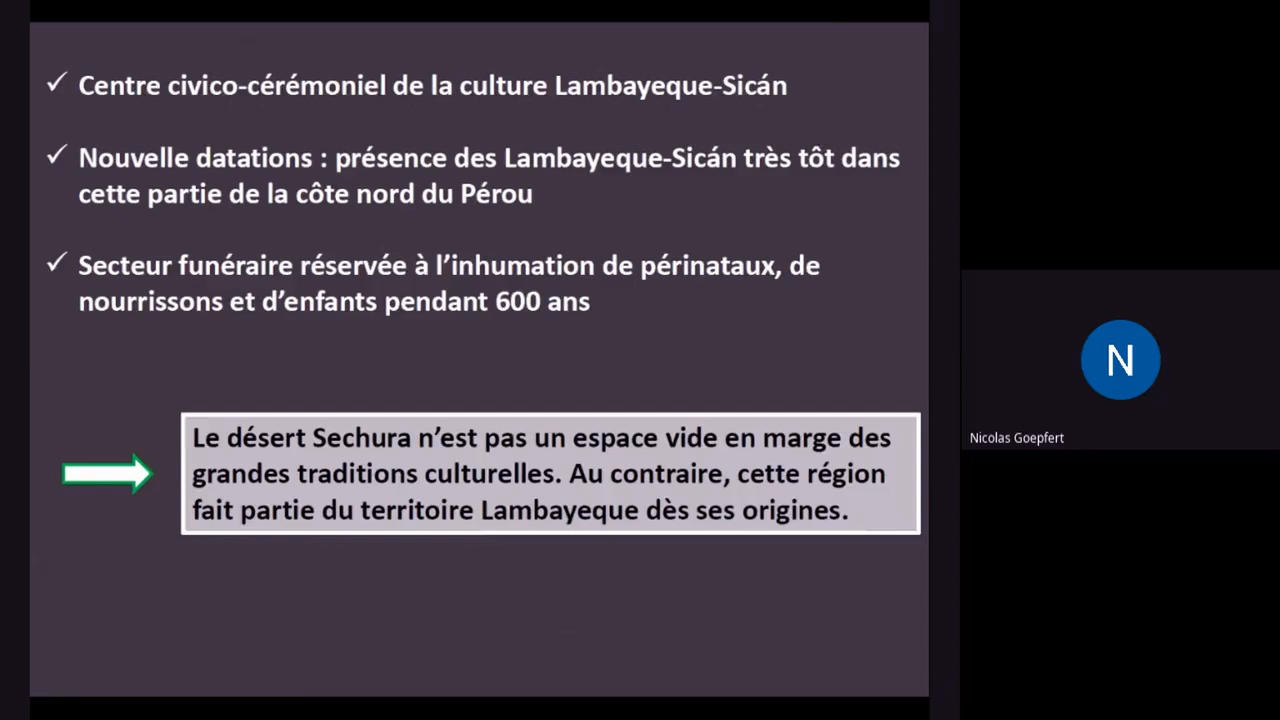 ✓ Centre civico-cérémoniel de la culture Lambayeque-Sicán
✓ Nouvelle datations : présence des Lambayeque-Sicán très tôt dans
cette partie de la côte nord du Pérou
✓ Secteur funéraire réservée à l’inhumation de périnataux, de
nourrissons et d’enfants pendant 600 ans
Le désert Sechura n’est pas un espace vide en marge des
grandes traditions culturelles. Au contraire, cette région
fait partie du territoire Lambayeque dès ses origines.
N
Nicolas Goepfert